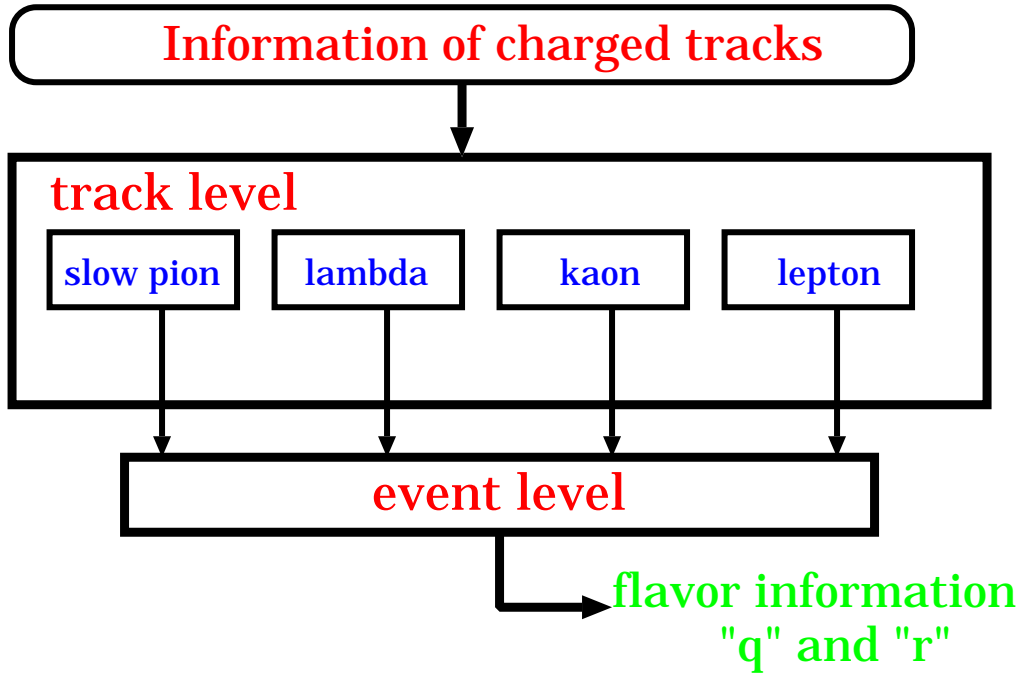 Information of charged tracks
track level
slow pion
lambda
kaon
lepton
event level
flavor information
"q" and "r"